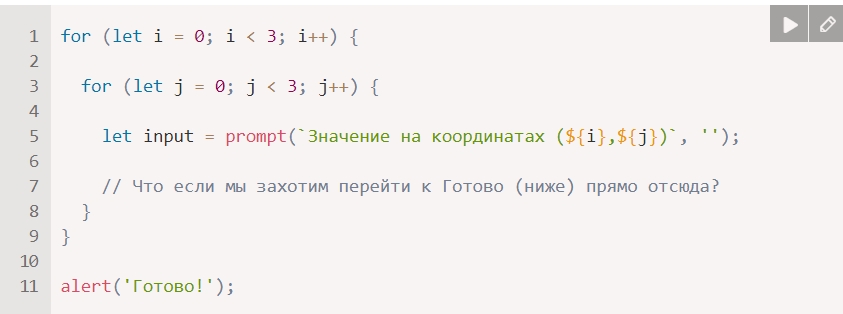 1 for (let i = 0; i < 3; i++) {
2
3   for (let j = 0; j < 3; j++) {
4
5     let input = prompt(`Значение на координатах (${i},${j})`, '');
6
7     // Что если мы захотим перейти к Готово (ниже) прямо отсюда?
8   }
9 }
10
11 alert('Готово!');